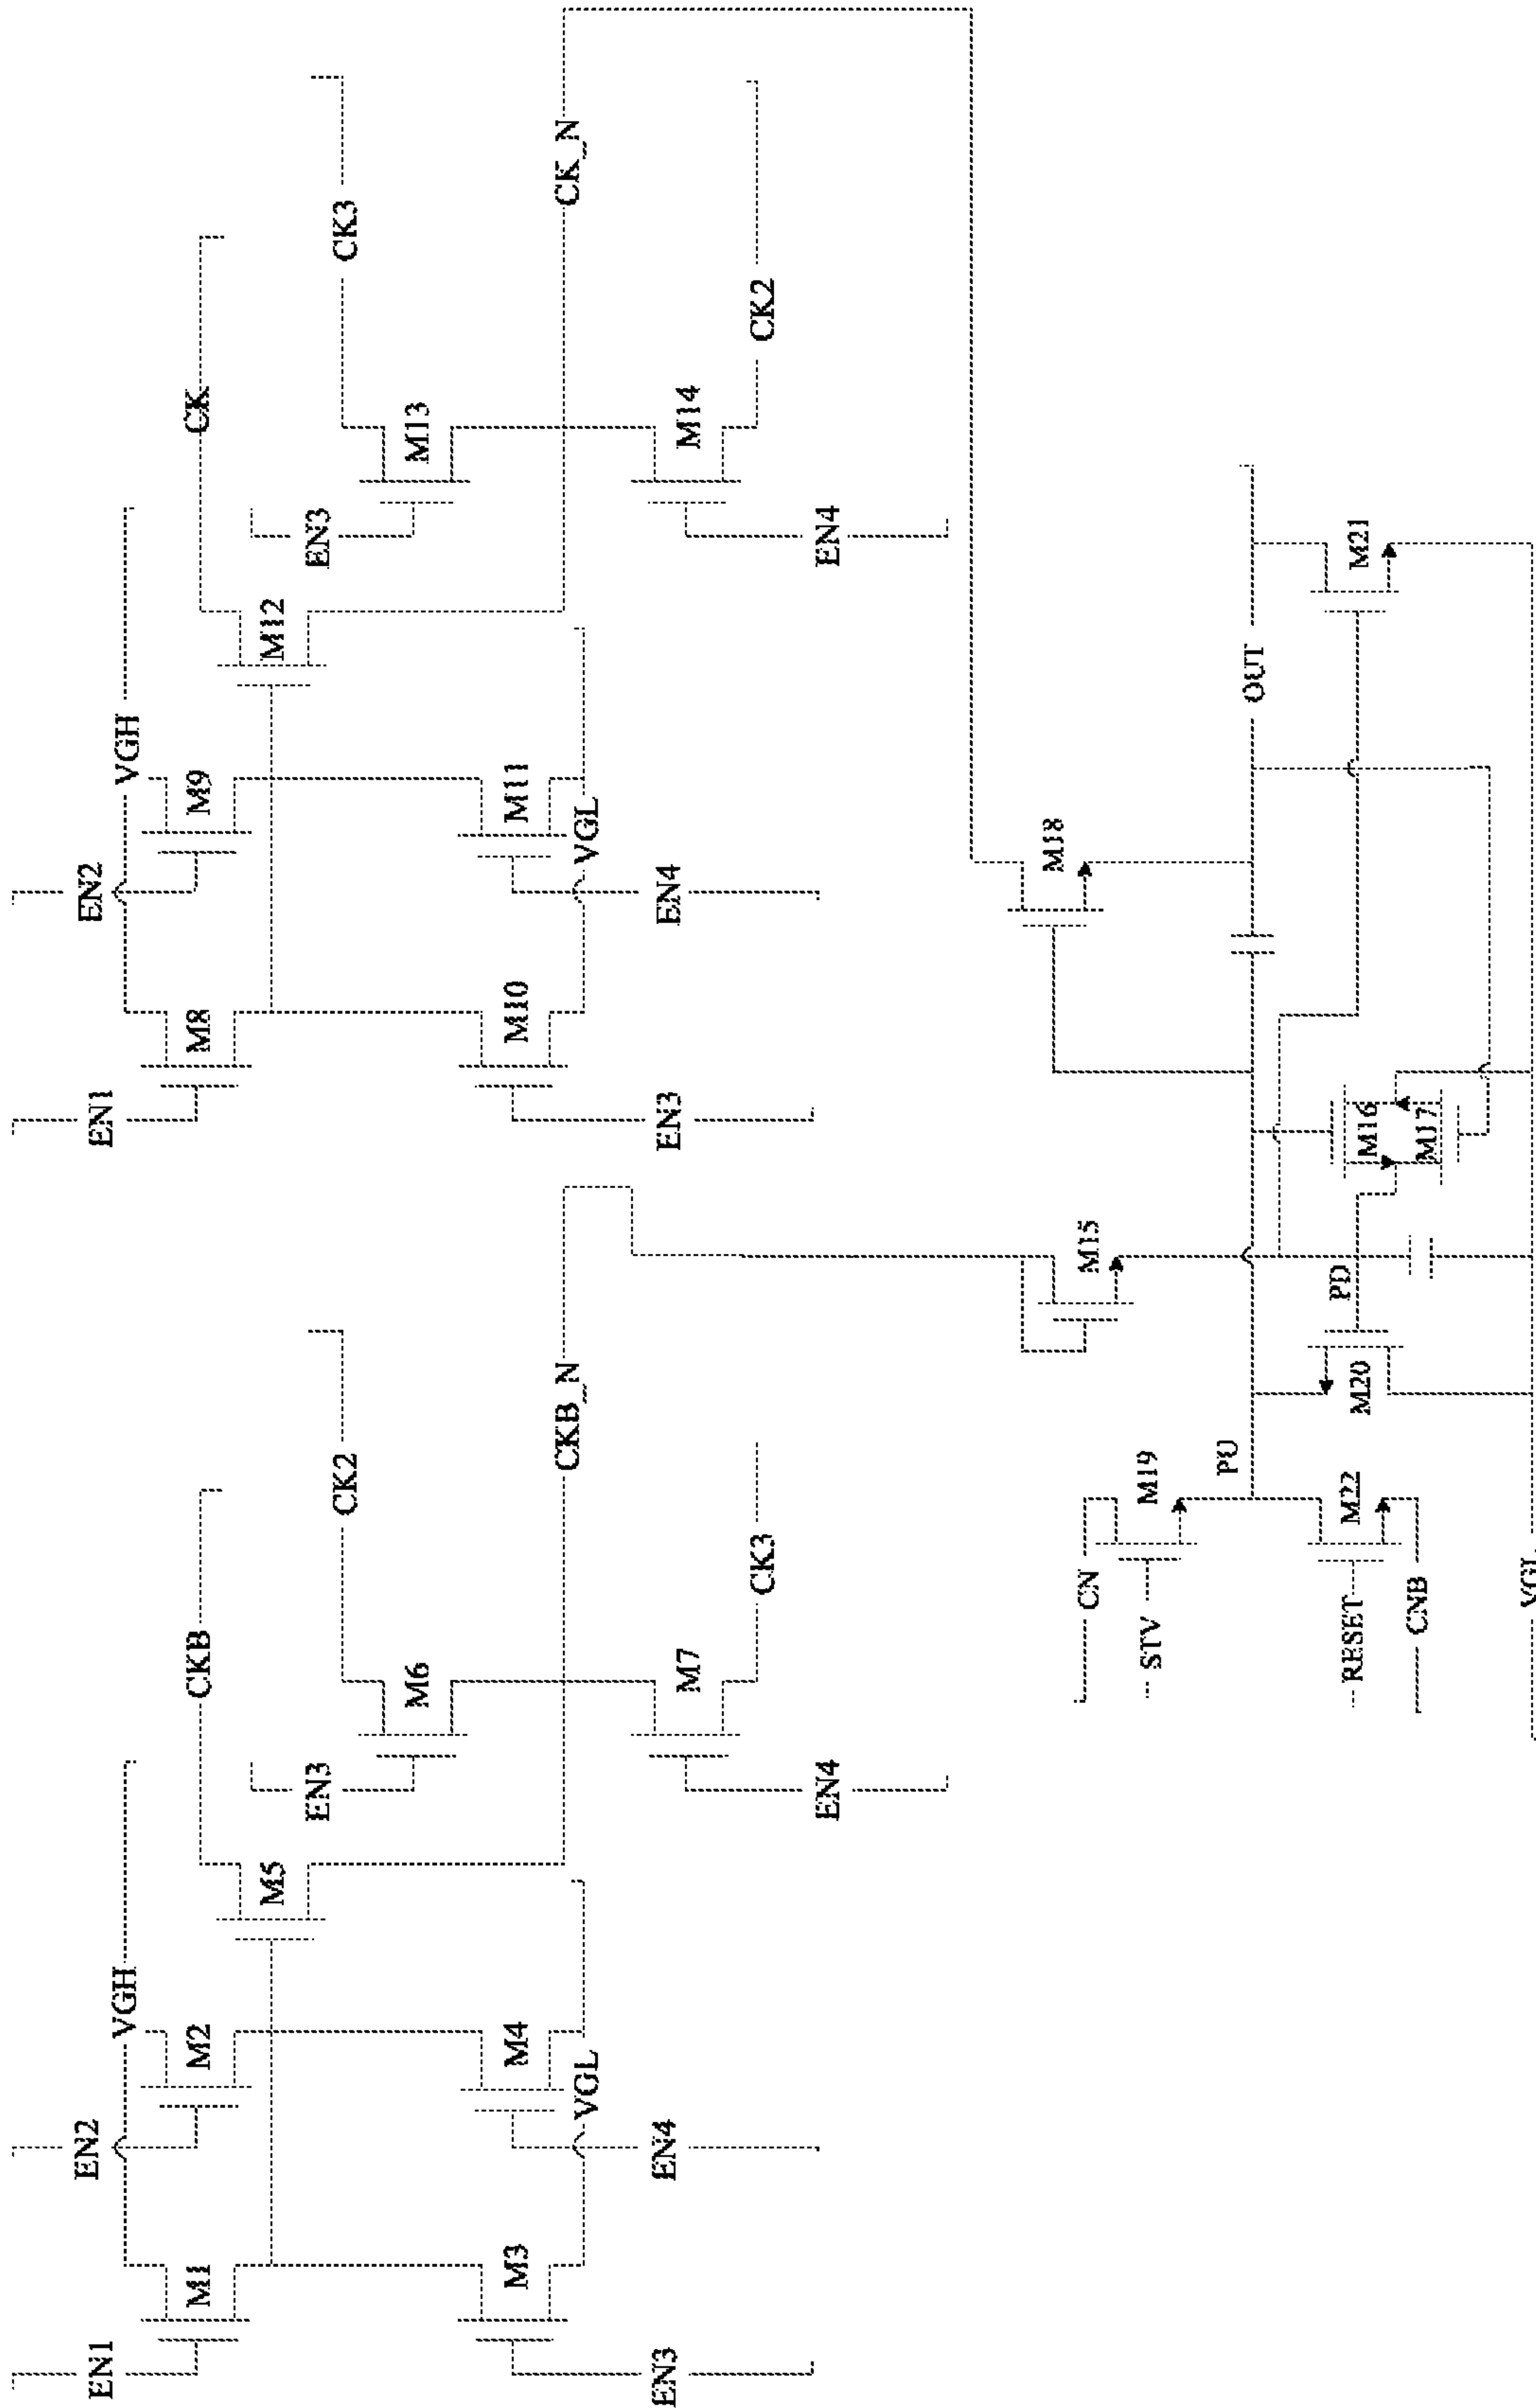 EN1
EN2
VGH
M1
M2
M3
M4
EN3
EN4
VGL
M5
CKB
EN3
M6
CK2
CKB_N
M7
EN4
CK3
EN1
EN2
VGH
M8
M9
M10
M11
EN3
EN4
VGL
M12
CK
EN3
M13
CK3
CK_N
M14
EN4
CK2
CN
STV
M19
PU
RESET
M22
CNB
M20
PD
M15
M16
M17
M18
OUT
M21
VGL